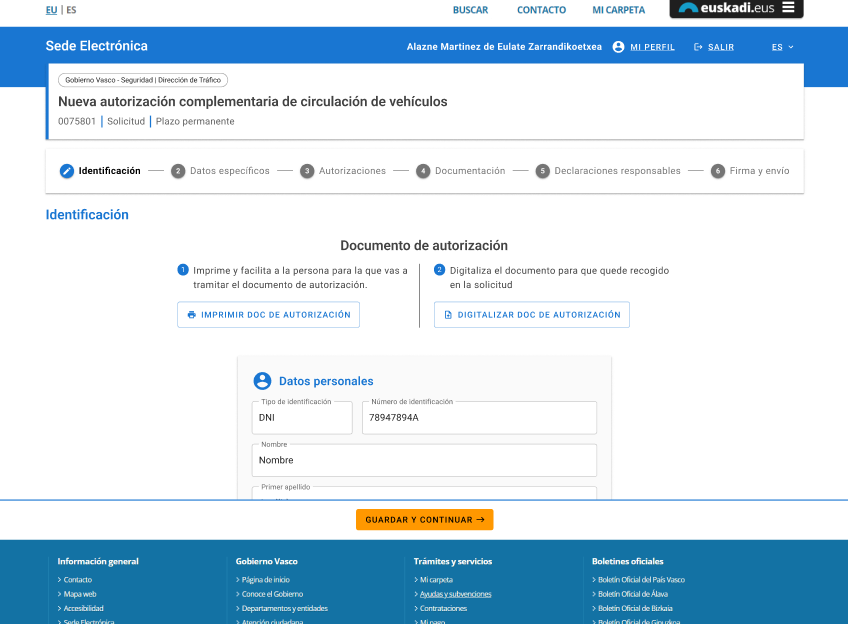 EU | ES
BUSCAR CONTACTO MI CARPETA
euskadi.eus
Sede Electrónica
Alazne Martinez de Eulate Zarrandikoetxea MI PERFIL SALIR ES
Gobierno Vasco - Seguridad | Dirección de Tráfico
Nueva autorización complementaria de circulación de vehículos
0075801 | Solicitud | Plazo permanente
Identificación 2 Datos específicos 3 Autorizaciones 4 Documentación 5 Declaraciones responsables 6 Firma y envío
Identificación
Documento de autorización
1 Imprime y facilita a la persona para la que vas a
tramitar el documento de autorización.
IMPRIMIR DOC DE AUTORIZACIÓN
2 Digitaliza el documento para que quede recogido
en la solicitud
DIGITALIZAR DOC DE AUTORIZACIÓN
Datos personales
Tipo de identificación
DNI
Número de identificación
78947894A
Nombre
Nombre
Primer apellido
GUARDAR Y CONTINUAR →
Información general
> Contacto
> Mapa web
> Accesibilidad
> Sede Electrónica
Gobierno Vasco
> Página de inicio
> Conoce el Gobierno
> Departamentos y entidades
> Atención ciudadana
Trámites y servicios
> Mi carpeta
> Ayudas y subvenciones
> Contrataciones
> Mi pago
Boletines oficiales
> Boletín Oficial del País Vasco
> Boletín Oficial de Álava
> Boletín Oficial de Bizkaia
> Boletín Oficial de Gipuzkoa